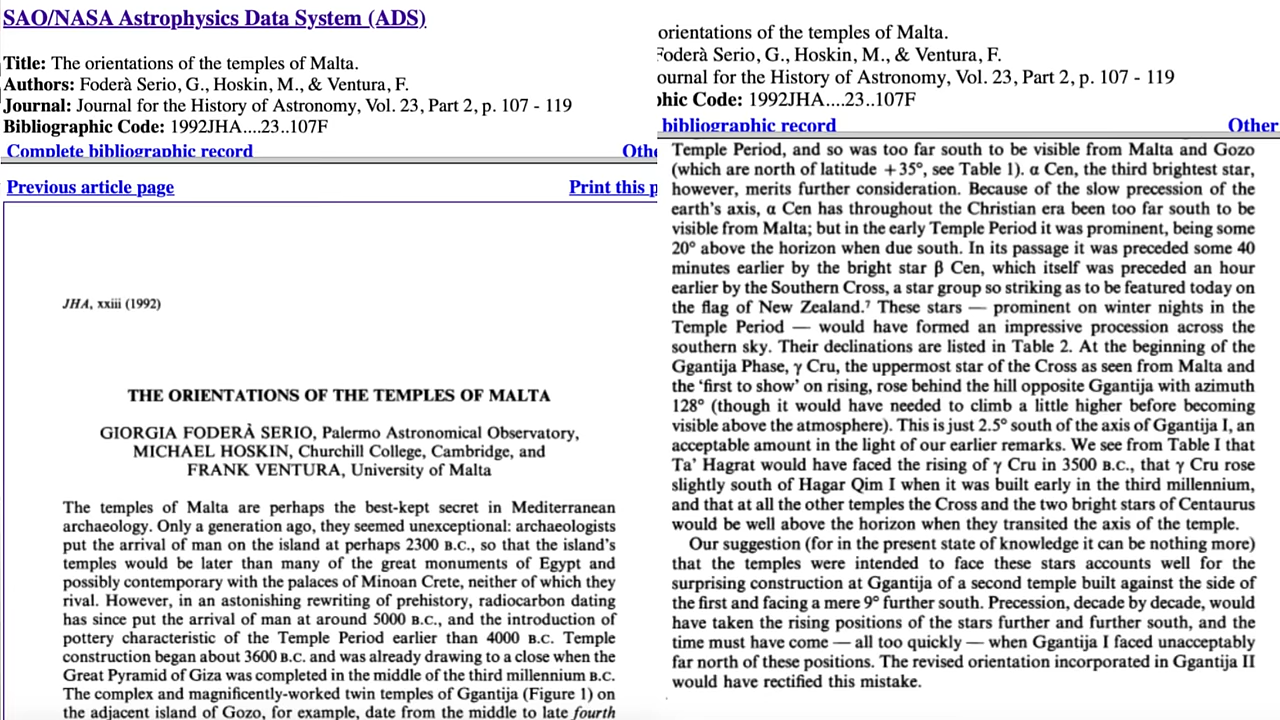 SAO/NASA Astrophysics Data System (ADS)
Title: The orientations of the temples of Malta.
Authors: Foderà Serio, G., Hoskin, M., & Ventura, F.
Journal: Journal for the History of Astronomy, Vol. 23, Part 2, p. 107 - 119
Bibliographic Code: 1992JHA....23..107F
Complete bibliographic record
Othe
Previous article page
Print this p
JHA, xxiii (1992)
THE ORIENTATIONS OF THE TEMPLES OF MALTA
GIORGIA FODERÀ SERIO, Palermo Astronomical Observatory,
MICHAEL HOSKIN, Churchill College, Cambridge, and
FRANK VENTURA, University of Malta
The temples of Malta are perhaps the best-kept secret in Mediterranean
archaeology. Only a generation ago, they seemed unexceptional: archaeologists
put the arrival of man on the island at perhaps 2300 B.C., so that the island's
temples would be later than many of the great monuments of Egypt and
possibly contemporary with the palaces of Minoan Crete, neither of which they
rival. However, in an astonishing rewriting of prehistory, radiocarbon dating
has since put the arrival of man at around 5000 B.C., and the introduction of
pottery characteristic of the Temple Period earlier than 4000 B.C. Temple
construction began about 3600 B.C. and was already drawing to a close when the
Great Pyramid of Giza was completed in the middle of the third millennium B.C.
The complex and magnificently-worked twin temples of Ggantija (Figure 1) on
the adjacent island of Gozo, for example, date from the middle to late fourth
orientations of the temples of Malta.
Foderà Serio, G., Hoskin, M., & Ventura, F.
ournal for the History of Astronomy, Vol. 23, Part 2, p. 107 - 119
hic Code: 1992JHA....23..107F
bibliographic record
Other
Temple Period, and so was too far south to be visible from Malta and Gozo
(which are north of latitude +35°, see Table 1). α Cen, the third brightest star,
however, merits further consideration. Because of the slow precession of the
earth's axis, α Cen has throughout the Christian era been too far south to be
visible from Malta; but in the early Temple Period it was prominent, being some
20° above the horizon when due south. In its passage it was preceded some 40
minutes earlier by the bright star β Cen, which itself was preceded an hour
earlier by the Southern Cross, a star group so striking as to be featured today on
the flag of New Zealand.⁷ These stars — prominent on winter nights in the
Temple Period — would have formed an impressive procession across the
southern sky. Their declinations are listed in Table 2. At the beginning of the
Ggantija Phase, γ Cru, the uppermost star of the Cross as seen from Malta and
the 'first to show' on rising, rose behind the hill opposite Ggantija with azimuth
128° (though it would have needed to climb a little higher before becoming
visible above the atmosphere). This is just 2.5° south of the axis of Ggantija I, an
acceptable amount in the light of our earlier remarks. We see from Table I that
Ta' Hagrat would have faced the rising of γ Cru in 3500 B.C., that γ Cru rose
slightly south of Hagar Qim I when it was built early in the third millennium,
and that at all the other temples the Cross and the two bright stars of Centaurus
would be well above the horizon when they transited the axis of the temple.
Our suggestion (for in the present state of knowledge it can be nothing more)
that the temples were intended to face these stars accounts well for the
surprising construction at Ggantija of a second temple built against the side of
the first and facing a mere 9° further south. Precession, decade by decade, would
have taken the rising positions of the stars further and further south, and the
time must have come — all too quickly — when Ggantija I faced unacceptably
far north of these positions. The revised orientation incorporated in Ggantija II
would have rectified this mistake.